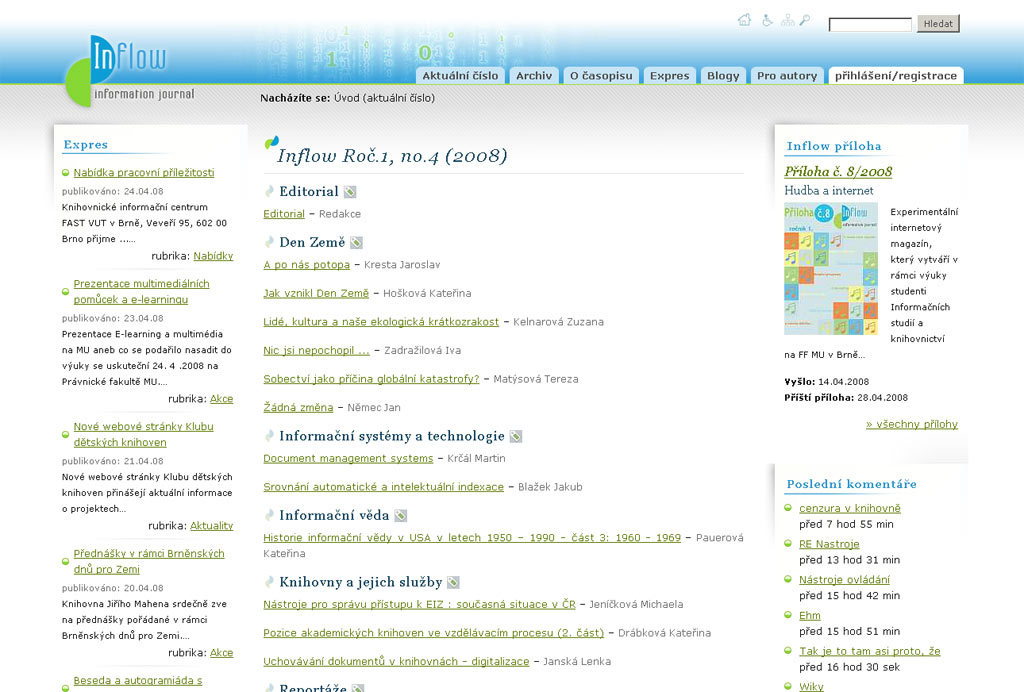 Hledat
Inflow
information journal
Aktuální číslo
Archiv
O časopisu
Expres
Blogy
Pro autory
přihlášení/registrace
Nacházíte se: Úvod (aktuální číslo)
Expres
Nabídka pracovní příležitosti
publikováno: 24.04.08
Knihovnické informační centrum
FAST VUT v Brně, Veveří 95, 602 00
Brno přijme ......
rubrika: Nabídky
Prezentace multimediálních
pomůcek a e-learningu
publikováno: 23.04.08
Prezentace E-learning a multimédia
na MU aneb co se podařilo nasadit do
výuky se uskuteční 24. 4 .2008 na
Právnické fakultě MU....
rubrika: Akce
Nové webové stránky Klubu
dětských knihoven
publikováno: 21.04.08
Nové webové stránky Klubu dětských
knihoven přinášejí aktuální informace
o projektech...
rubrika: Aktuality
Přednášky v rámci Brněnských
dnů pro Zemi
publikováno: 20.04.08
Knihovna Jiřího Mahena srdečně zve
na přednášky pořádané v rámci
Brněnských dnů pro Zemi....
rubrika: Akce
Beseda a autogramiáda s
Inflow Roč.1, no.4 (2008)
Editorial
Editorial – Redakce
Den Země
A po nás potopa – Kresta Jaroslav
Jak vznikl Den Země – Hošková Kateřina
Lidé, kultura a naše ekologická krátkozrakost – Kelnarová Zuzana
Nic jsi nepochopil ... – Zadražilová Iva
Sobectví jako příčina globální katastrofy? – Matýsová Tereza
Žádná změna – Němec Jan
Informační systémy a technologie
Document management systems – Krčál Martin
Srovnání automatické a intelektuální indexace – Blažek Jakub
Informační věda
Historie informační vědy v USA v letech 1950 – 1990 - část 3: 1960 - 1969 – Pauerová
Kateřina
Knihovny a jejich služby
Nástroje pro správu přístupu k EIZ : současná situace v ČR – Jeníčková Michaela
Pozice akademických knihoven ve vzdělávacím procesu (2. část) – Drábková Kateřina
Uchovávání dokumentů v knihovnách - digitalizace – Janská Lenka
Reportáže
Inflow příloha
Příloha č. 8/2008
Hudba a internet
Příloha č.8 Inflow
ročník 1.
Experimentální
internetový
magazín,
který vytváří v
rámci výuky
studenti
Informačních
studií a
knihovnictví
na FF MU v Brně...
Vyšlo: 14.04.2008
Příští příloha: 28.04.2008
» všechny přílohy
Poslední komentáře
cenzura v knihovně
před 7 hod 55 min
RE Nastroje
před 13 hod 31 min
Nástroje ovládání
před 15 hod 42 min
Ehm
před 15 hod 51 min
Tak je to tam asi proto, že
před 16 hod 30 sek
Wiky